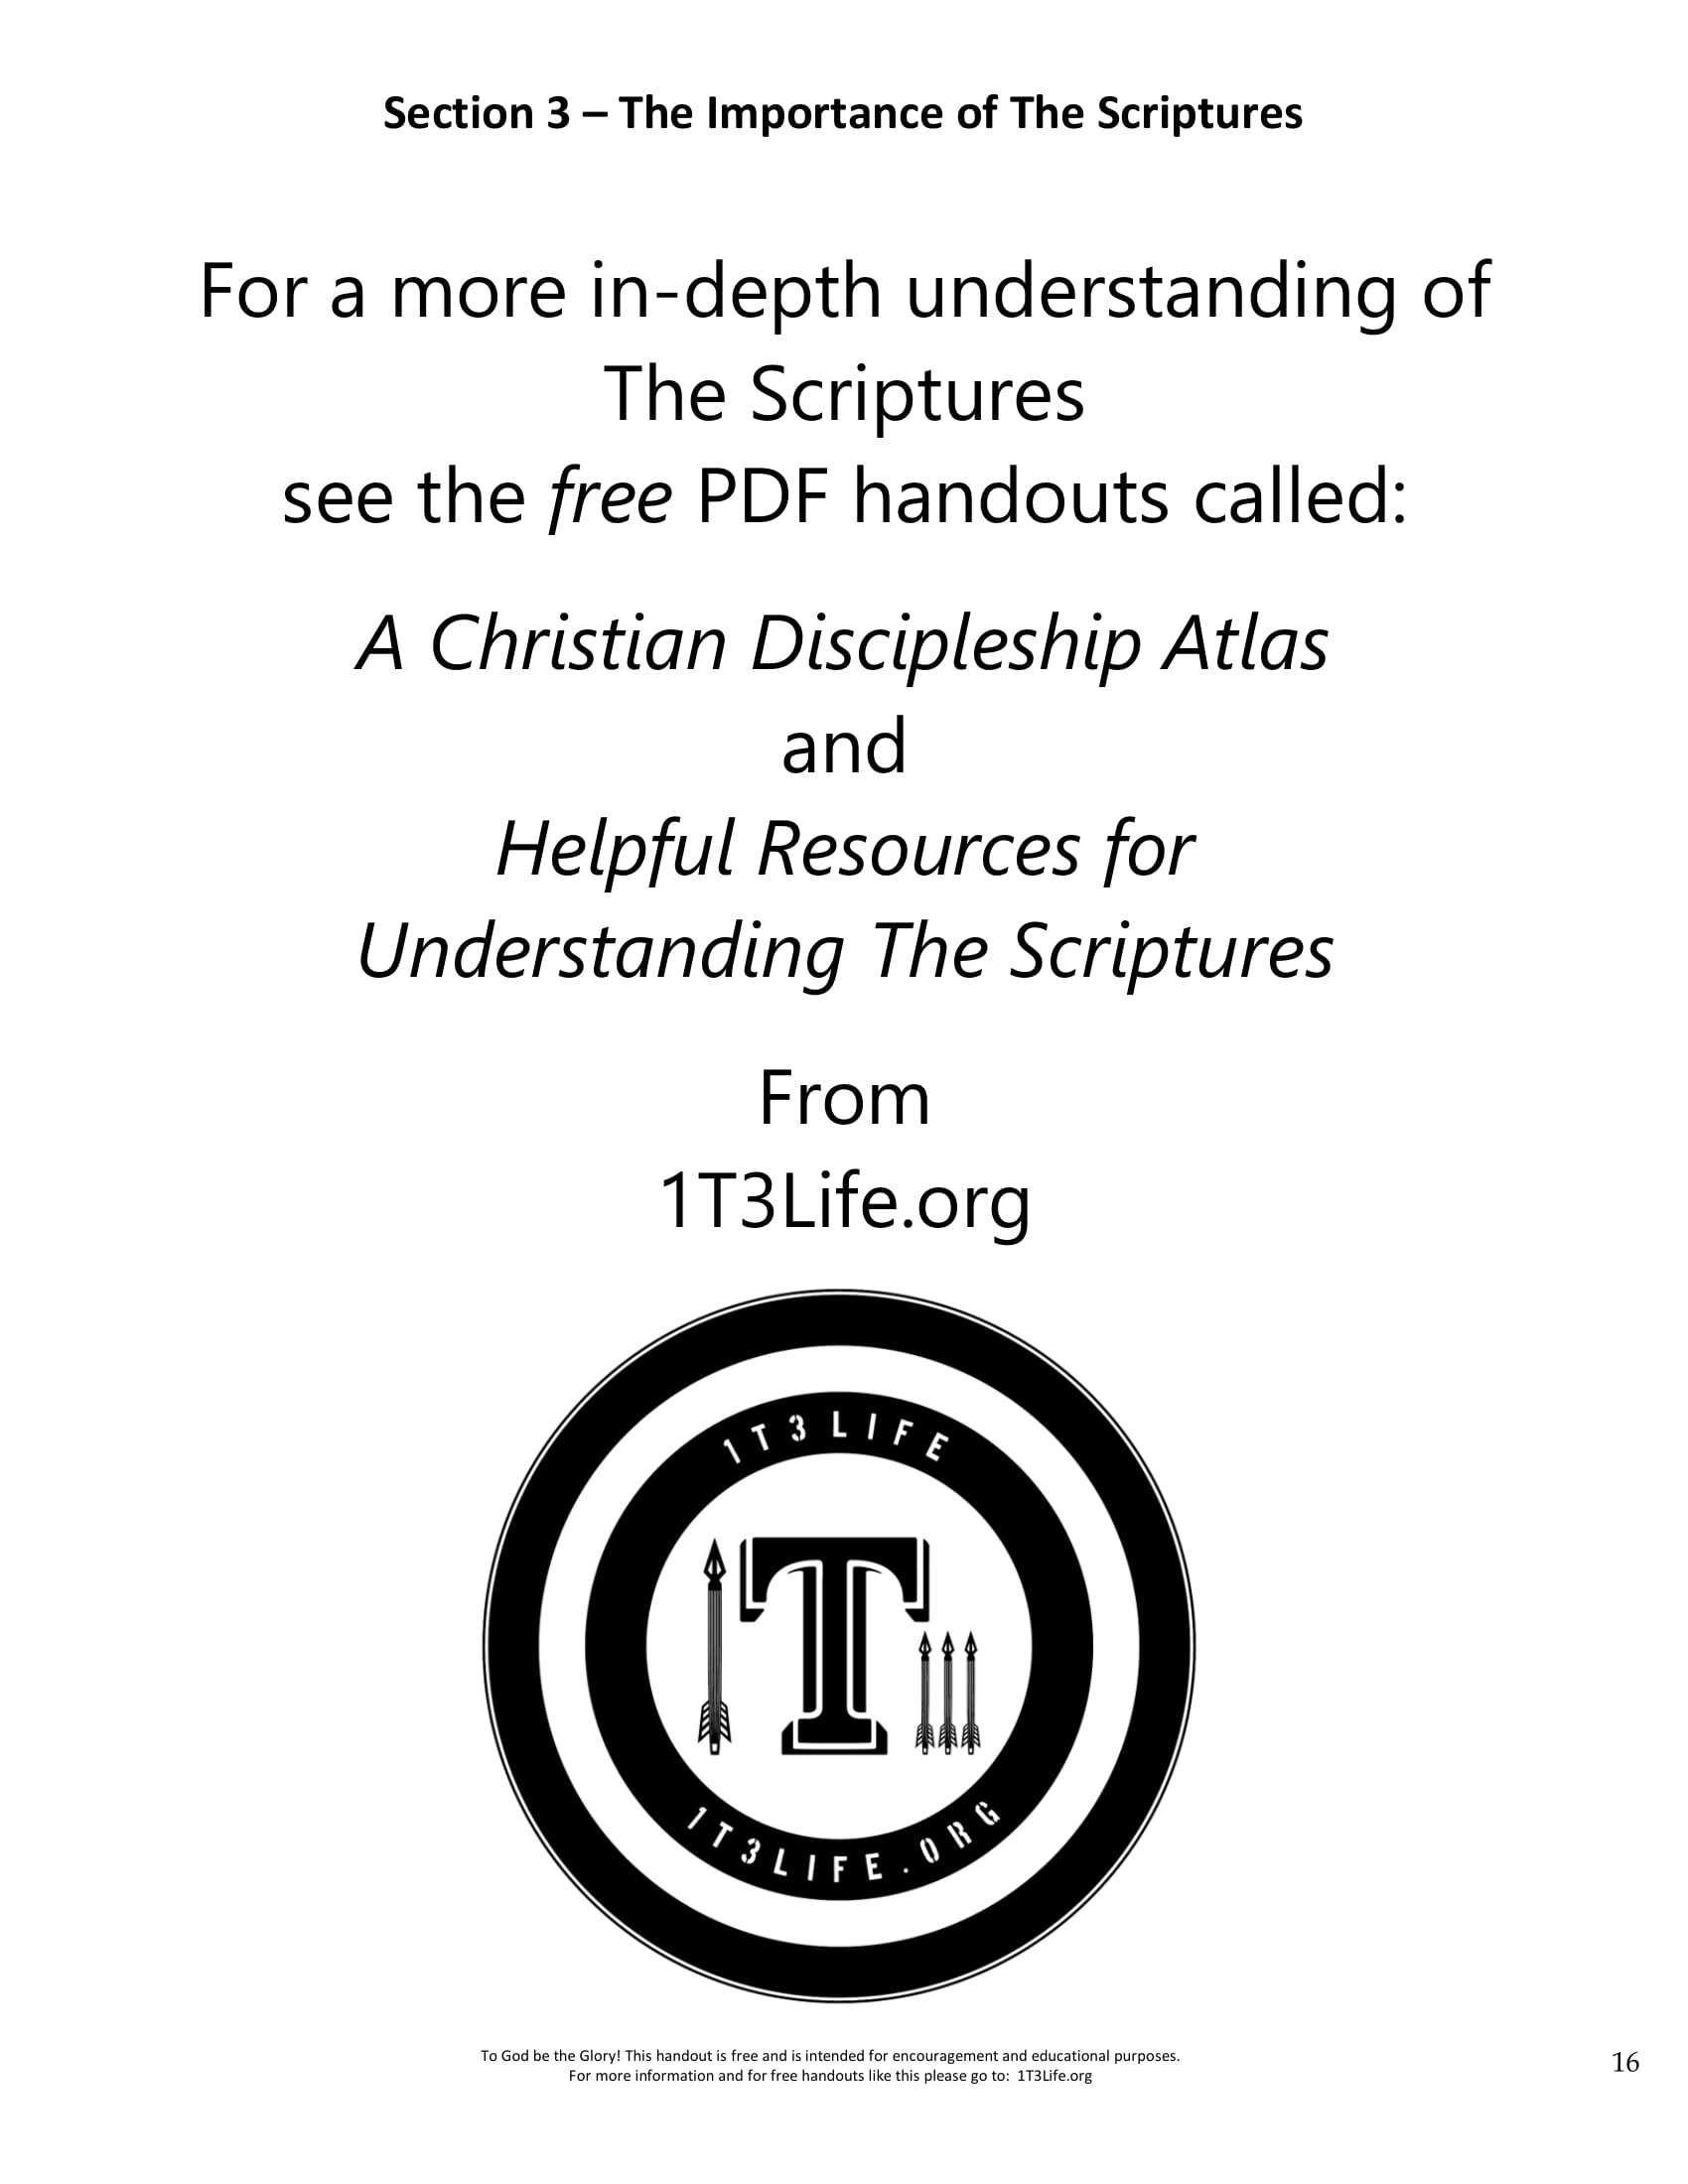 Section 3 – The Importance of The Scriptures
For a more in-depth understanding of
The Scriptures
see the free PDF handouts called:
A Christian Discipleship Atlas
and
Helpful Resources for
Understanding The Scriptures
From
1T3Life.org
1T3LIFE
T
1T3LIFE.ORG
To God be the Glory! This handout is free and is intended for encouragement and educational purposes.
For more information and for free handouts like this please go to: 1T3Life.org
16